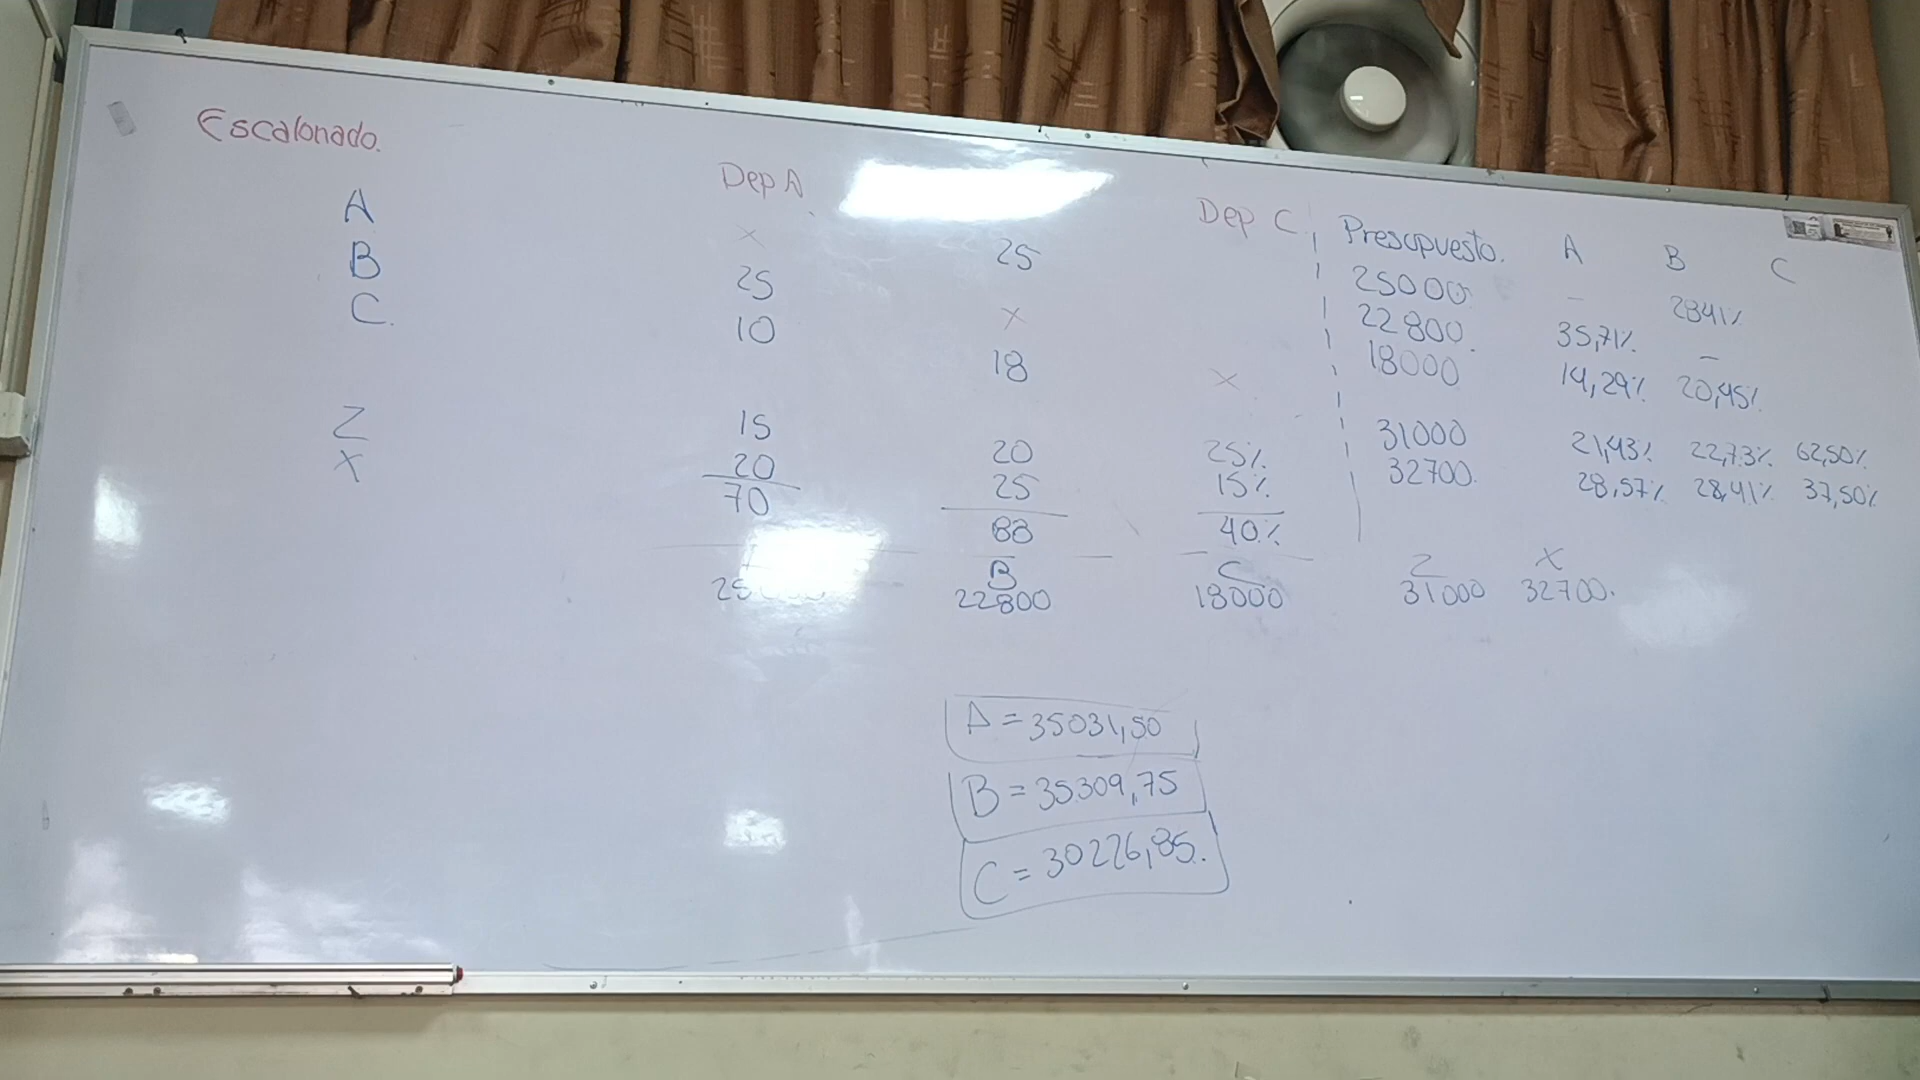 Escalonado.
Dep A Dep C Presupuesto. A B C
A x 25 25000 - 28,41%
B 25 x 22800. 35,71% -
C. 10 18 x 18000 14,29% 20,45%
Z 15 20 25% 31000 21,43% 22,73% 62,50%
X 20 25 15% 32700. 28,57% 28,41% 37,50%
70 88 40%
B C Z X
22800 18000 31000 32700.
A = 35031,50
B = 35309,75
C = 30226,85.